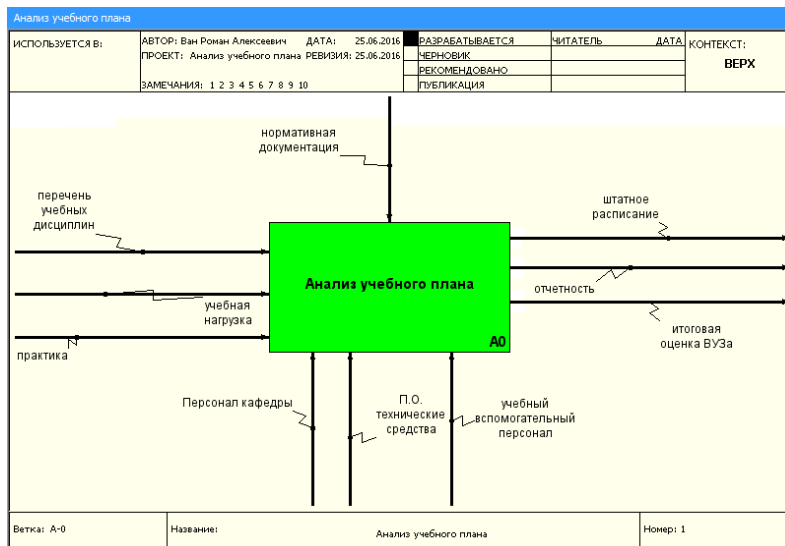 Анализ учебного плана
ИСПОЛЬЗУЕТСЯ В:
АВТОР: Ван Роман Алексеевич ДАТА: 25.06.2016
ПРОЕКТ: Анализ учебного плана РЕВИЗИЯ: 25.06.2016
ЗАМЕЧАНИЯ: 1 2 3 4 5 6 7 8 9 10
РАЗРАБАТЫВАЕТСЯ
ЧЕРНОВИК
РЕКОМЕНДОВАНО
ПУБЛИКАЦИЯ
ЧИТАТЕЛЬ ДАТА
КОНТЕКСТ:
ВЕРХ
нормативная
документация
перечень
учебных
дисциплин
учебная
нагрузка
практика
Анализ учебного плана
A0
штатное
расписание
отчетность
итоговая
оценка ВУЗа
Персонал кафедры
П.О.
технические
средства
учебный
вспомогательный
персонал
Ветка: A-0
Название:
Анализ учебного плана
Номер: 1